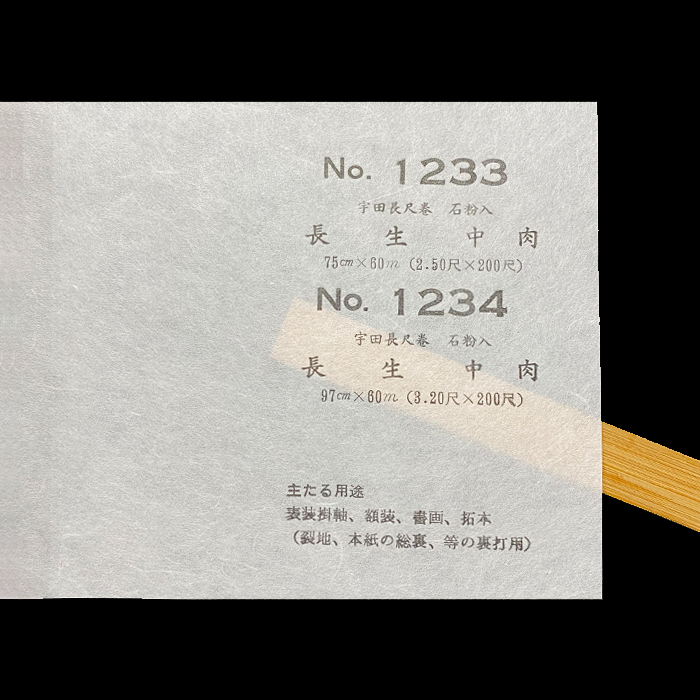 No. 1233
宇田長尺巻 石粉入
長 生 中 肉
75㎝×60m (2.50尺×200尺)
No. 1234
宇田長尺巻 石粉入
長 生 中 肉
97㎝×60m (3.20尺×200尺)
主たる用途
表装掛軸、額装、書画、拓本
(裂地、本紙の総裏、等の裏打用)